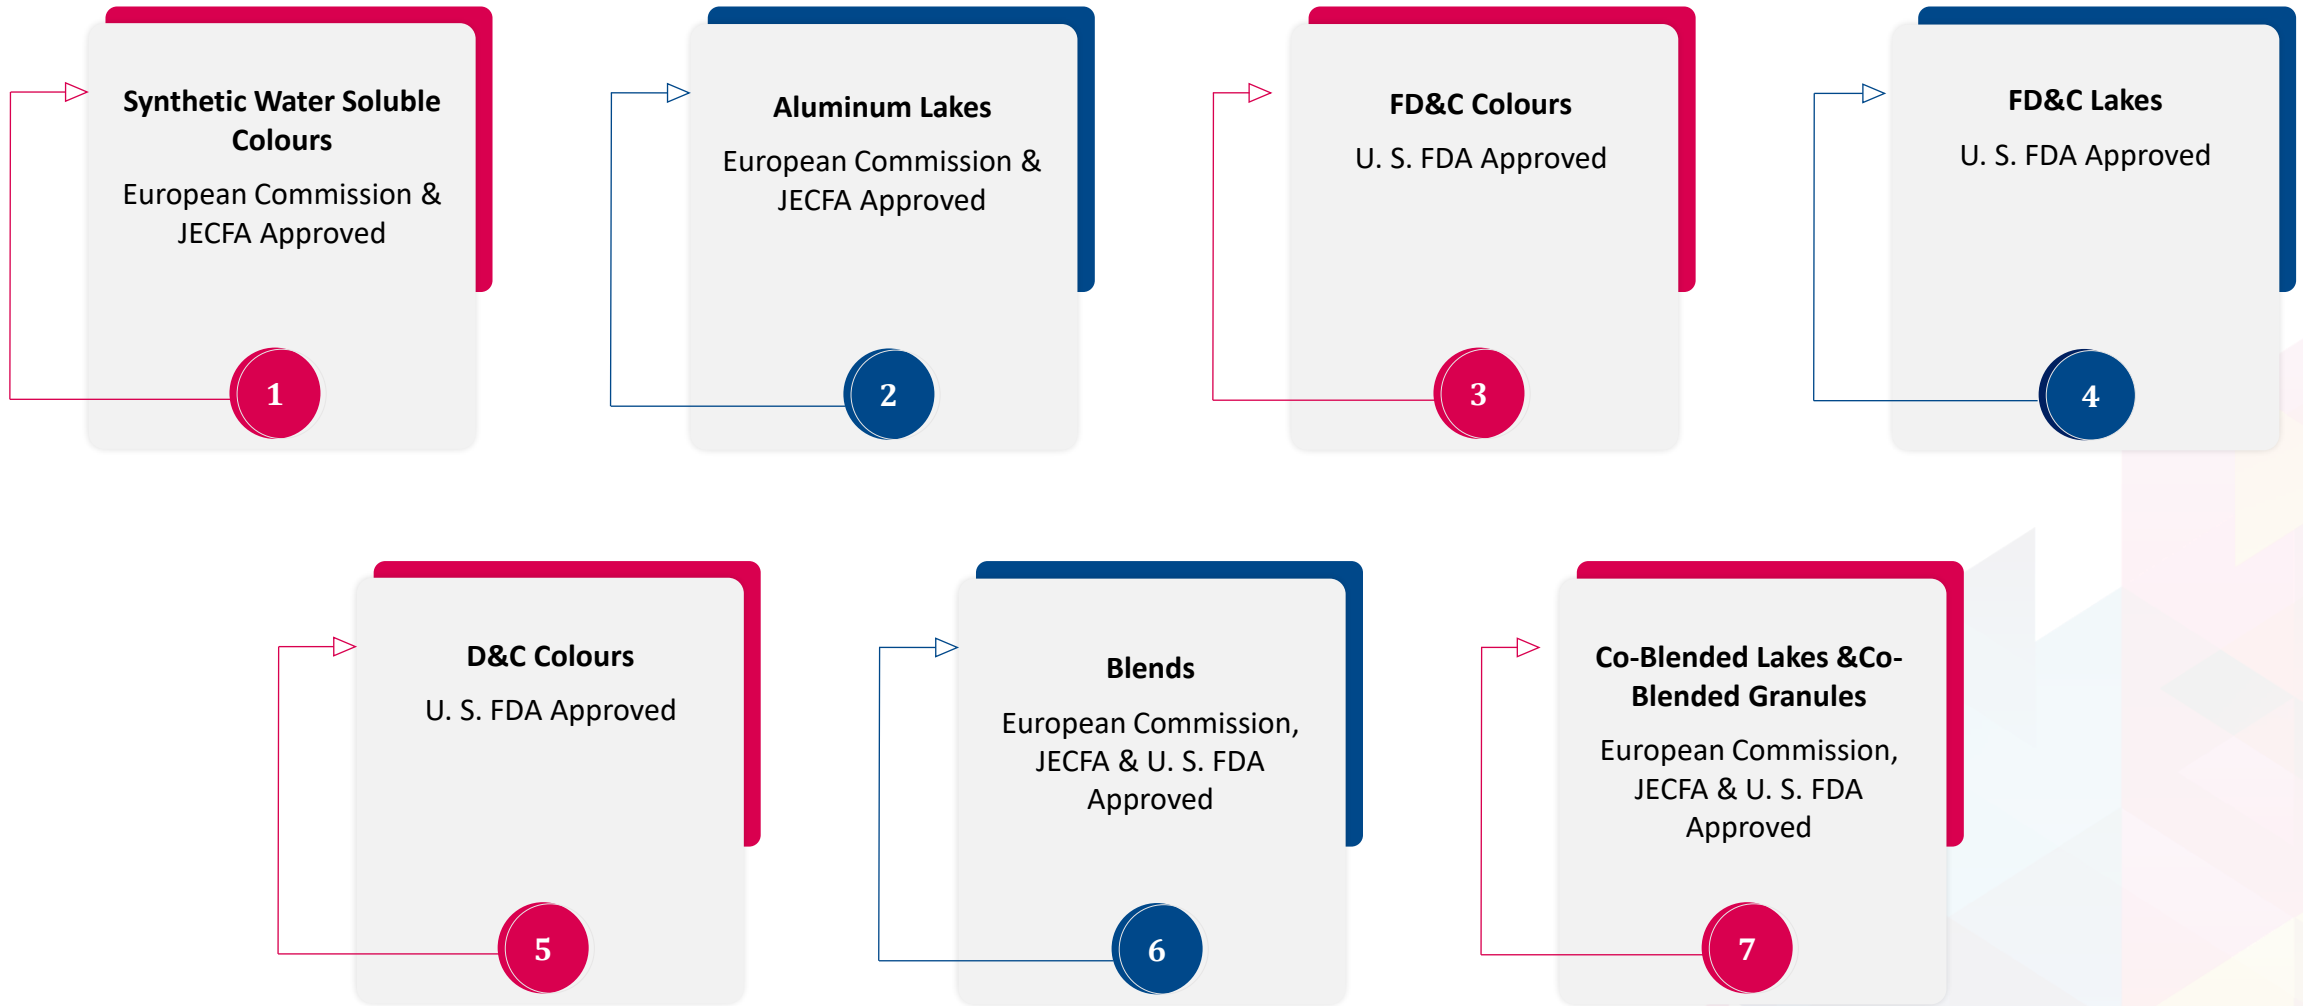 Synthetic Water Soluble
Colours
European Commission &
JECFA Approved
1
Aluminum Lakes
European Commission &
JECFA Approved
2
FD&C Colours
U. S. FDA Approved
3
FD&C Lakes
U. S. FDA Approved
4
D&C Colours
U. S. FDA Approved
5
Blends
European Commission,
JECFA & U. S. FDA
Approved
6
Co-Blended Lakes &Co-
Blended Granules
European Commission,
JECFA & U. S. FDA
Approved
7